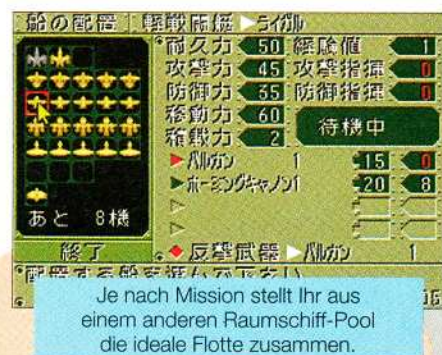 船の配置 軽戦闘艇 ▶ライガル
耐久力 50 経験値 1
攻撃力 45 攻撃指揮 0
防御力 35 防御指揮 0
移動力 60
積載力 2 待機中
▶バルカン 1 15 0
▶ホーミングキャノン1 20 8
あと 8機
終了 ◆反撃武器 ▶バルカン 1
配置する船を選んで下さい
Je nach Mission stellt Ihr aus
einem anderen Raumschiff-Pool
die ideale Flotte zusammen.